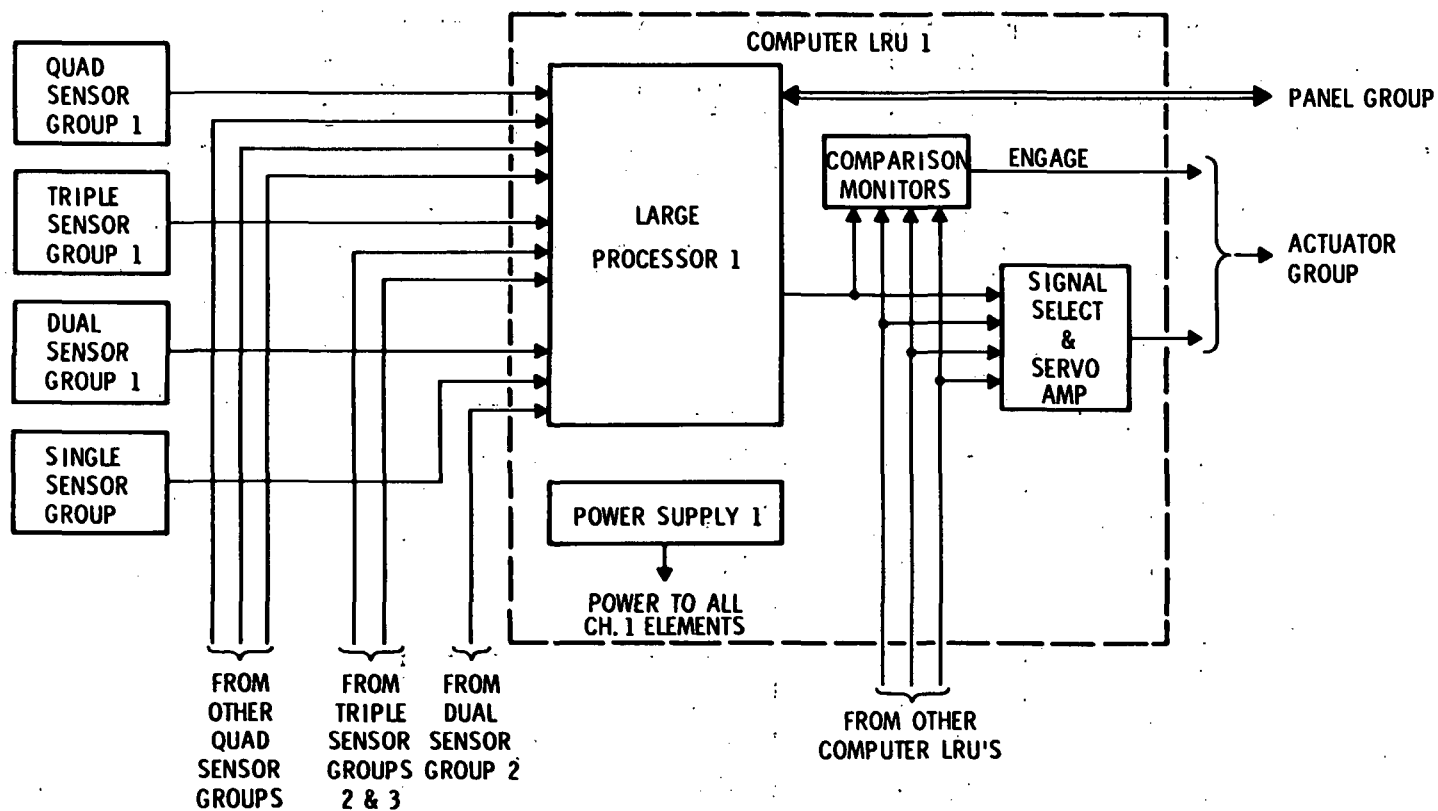 COMPUTER LRU 1
QUAD
SENSOR
GROUP 1
TRIPLE
SENSOR
GROUP 1
DUAL
SENSOR
GROUP 1
SINGLE
SENSOR
GROUP
LARGE
PROCESSOR 1
COMPARISON
MONITORS
ENGAGE
SIGNAL
SELECT
&
SERVO
AMP
PANEL GROUP
ACTUATOR
GROUP
POWER SUPPLY 1
POWER TO ALL
CH. 1 ELEMENTS
FROM
OTHER
QUAD
SENSOR
GROUPS
FROM
TRIPLE
SENSOR
GROUPS
2 & 3
FROM
DUAL
SENSOR
GROUP 2
FROM OTHER
COMPUTER LRU'S